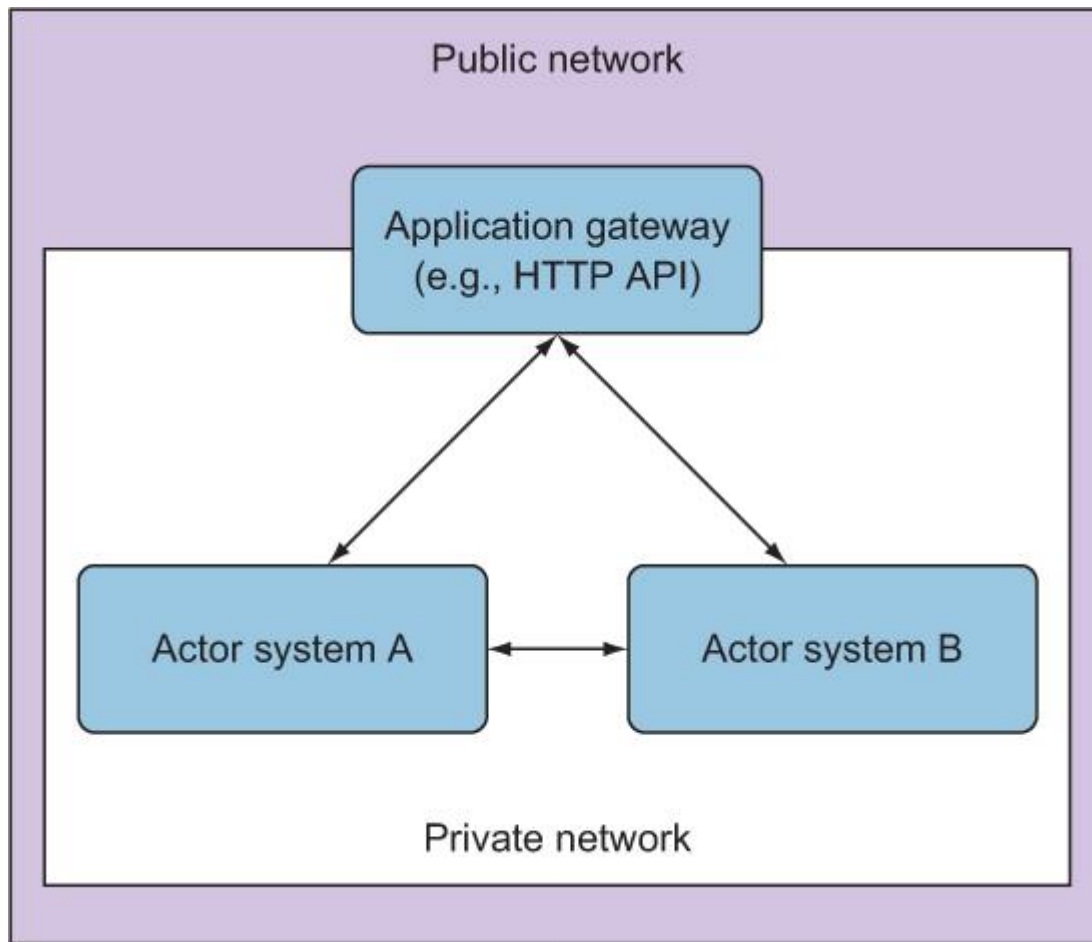 Public network
Application gateway
(e.g., HTTP API)
Actor system A
Actor system B
Private network